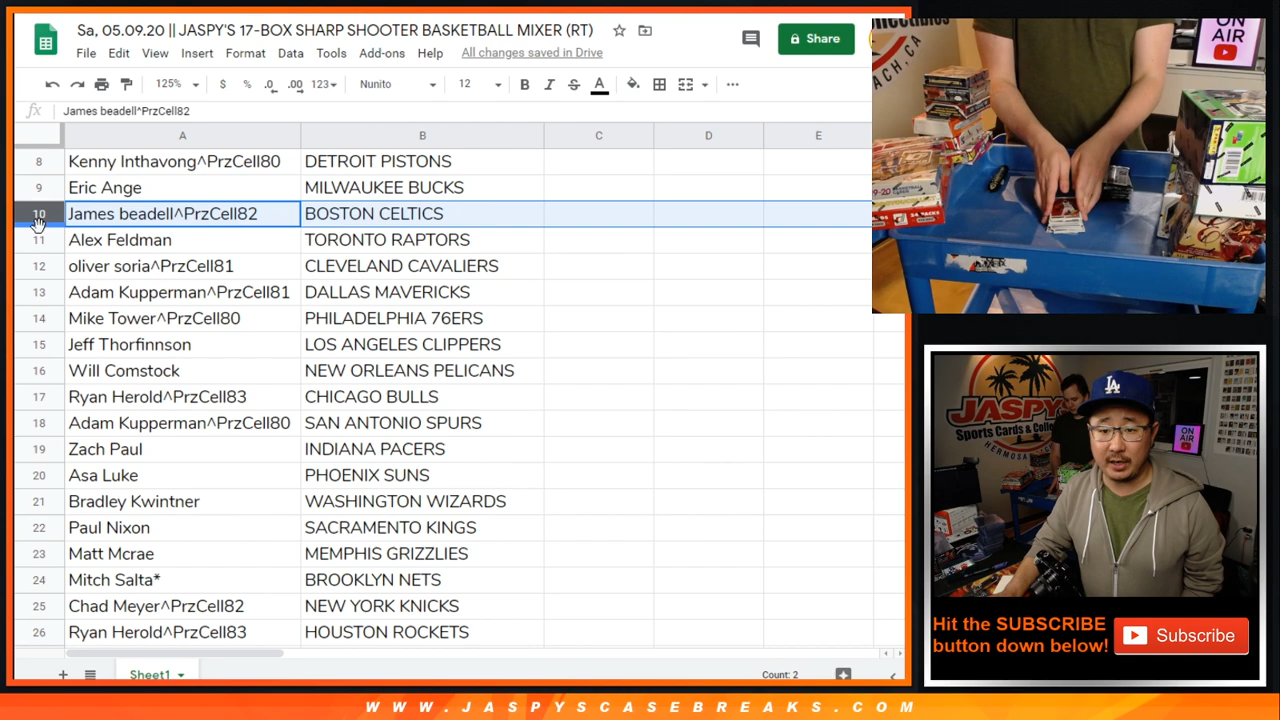 Sa, 05.09.20 || JASPY'S 17-BOX SHARP SHOOTER BASKETBALL MIXER (RT)
File Edit View Insert Format Data Tools Add-ons Help All changes saved in Drive
Share
125% $ % .0 .00 123 Nunito 12 B I S A ...
fx James beadell^PrzCell82
A B C D E
8 Kenny Inthavong^PrzCell80 DETROIT PISTONS
9 Eric Ange MILWAUKEE BUCKS
10 James beadell^PrzCell82 BOSTON CELTICS
11 Alex Feldman TORONTO RAPTORS
12 oliver soria^PrzCell81 CLEVELAND CAVALIERS
13 Adam Kupperman^PrzCell81 DALLAS MAVERICKS
14 Mike Tower^PrzCell80 PHILADELPHIA 76ERS
15 Jeff Thorfinnson LOS ANGELES CLIPPERS
16 Will Comstock NEW ORLEANS PELICANS
17 Ryan Herold^PrzCell83 CHICAGO BULLS
18 Adam Kupperman^PrzCell80 SAN ANTONIO SPURS
19 Zach Paul INDIANA PACERS
20 Asa Luke PHOENIX SUNS
21 Bradley Kwintner WASHINGTON WIZARDS
22 Paul Nixon SACRAMENTO KINGS
23 Matt Mcrae MEMPHIS GRIZZLIES
24 Mitch Salta* BROOKLYN NETS
25 Chad Meyer^PrzCell82 NEW YORK KNICKS
26 Ryan Herold^PrzCell83 HOUSTON ROCKETS
Sheet1
Count: 2
ON
AIR
JASPY'S
Sports Cards & Colle
HERMOSA
ON
AIR
LA
Hit the SUBSCRIBE
button down below!
Subscribe
WWW.JASPYSCASEBREAKS.COM